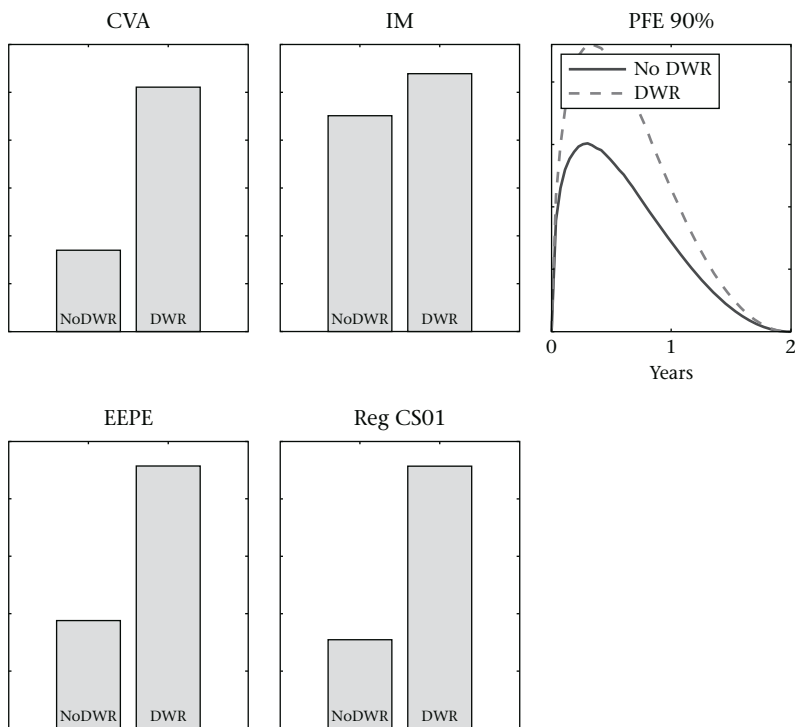 CVA
NoDWR DWR
IM
NoDWR DWR
PFE 90%
No DWR
DWR
0 1 2
Years
EEPE
NoDWR DWR
Reg CS01
NoDWR DWR